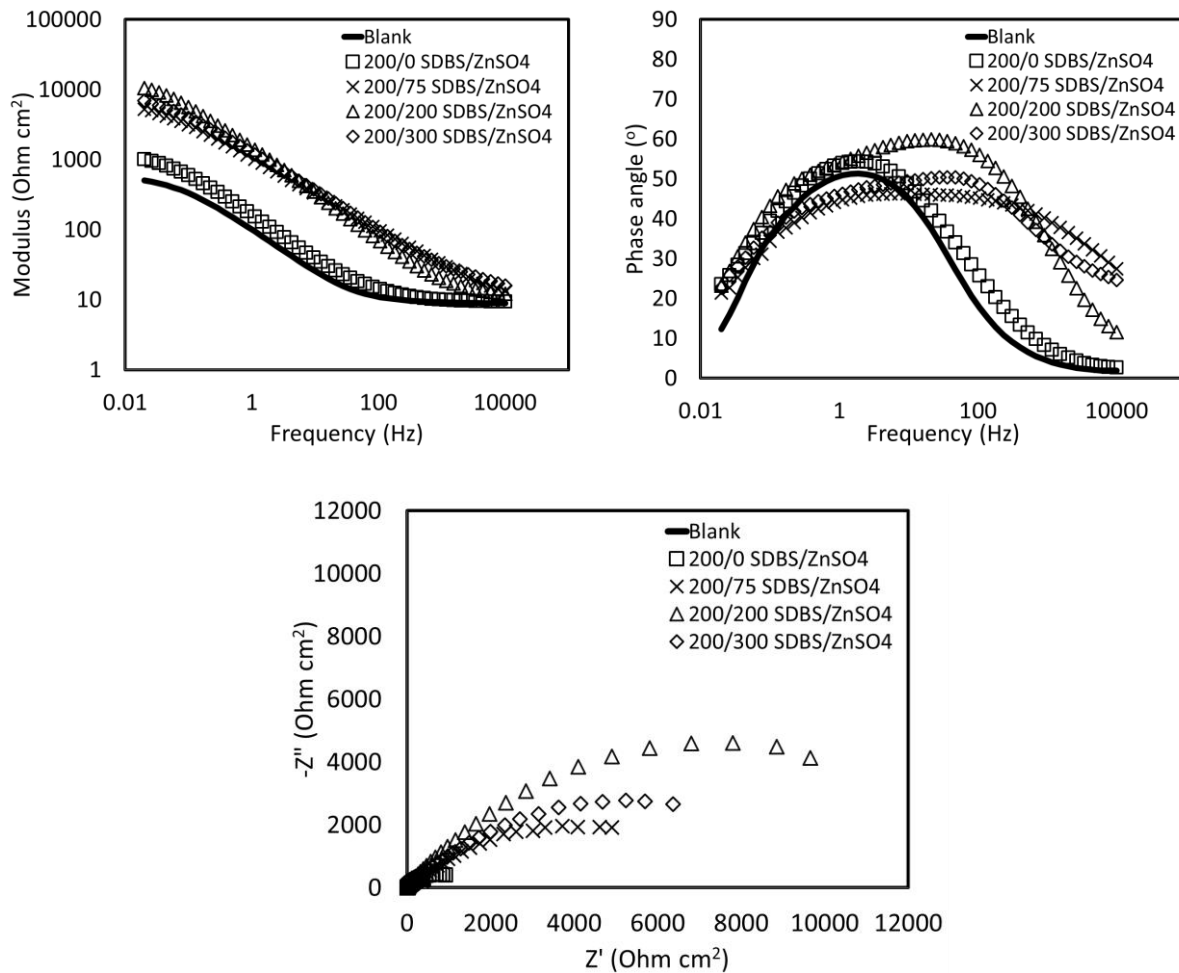 100000
10000
1000
100
10
1
Modulus (Ohm cm²)
0.01 1 100 10000
Frequency (Hz)
Blank
200/0 SDBS/ZnSO4
200/75 SDBS/ZnSO4
200/200 SDBS/ZnSO4
200/300 SDBS/ZnSO4
90
80
70
60
50
40
30
20
10
0
Phase angle (°)
0.01 1 100 10000
Frequency (Hz)
Blank
200/0 SDBS/ZnSO4
200/75 SDBS/ZnSO4
200/200 SDBS/ZnSO4
200/300 SDBS/ZnSO4
12000
10000
8000
6000
4000
2000
0
-Z" (Ohm cm²)
0 2000 4000 6000 8000 10000 12000
Z' (Ohm cm²)
Blank
200/0 SDBS/ZnSO4
200/75 SDBS/ZnSO4
200/200 SDBS/ZnSO4
200/300 SDBS/ZnSO4